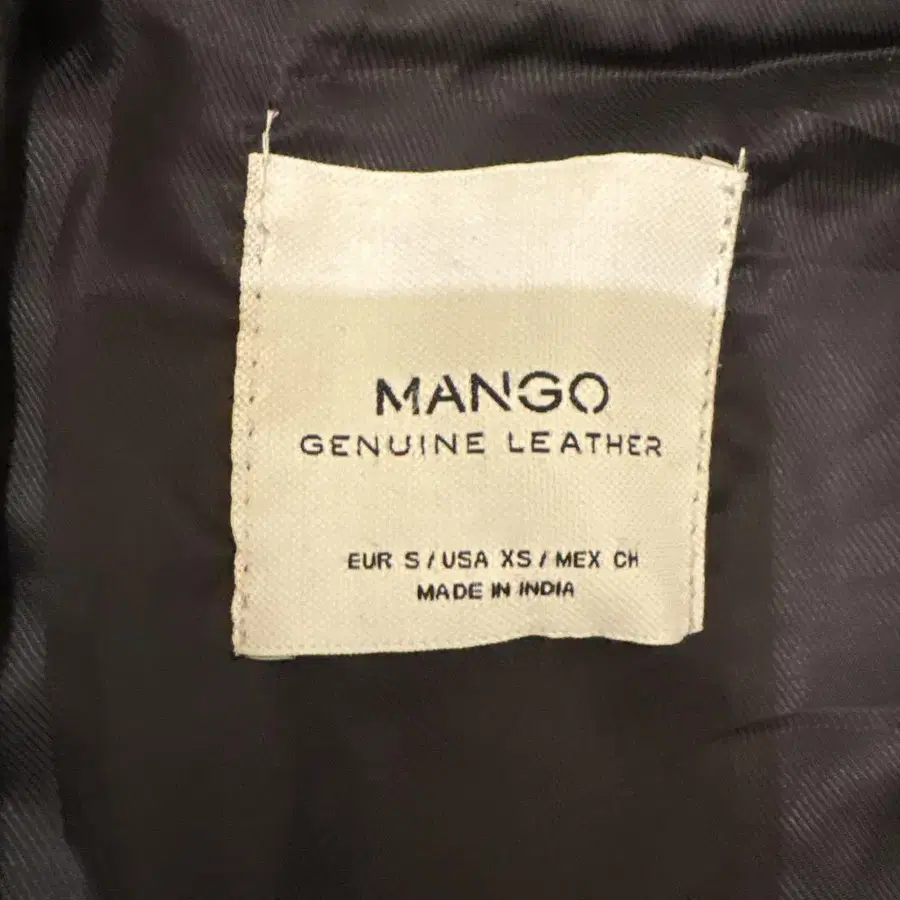 MANGO
GENUINE LEATHER
EUR S / USA XS / MEX CH
MADE IN INDIA